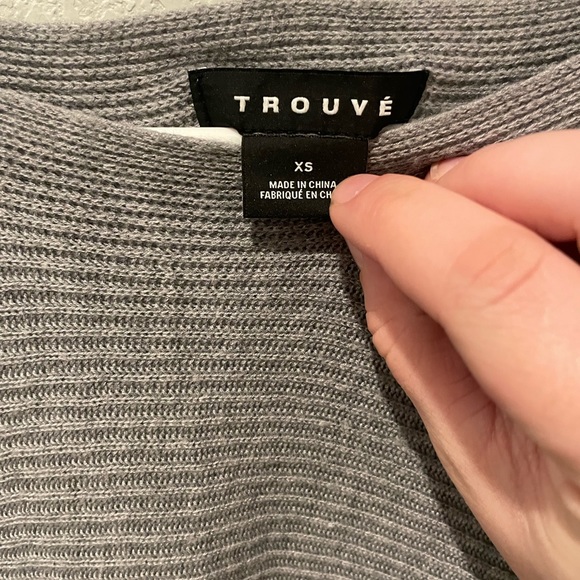 TROUVÉ
XS
MADE IN CHINA
FABRIQUÉ EN